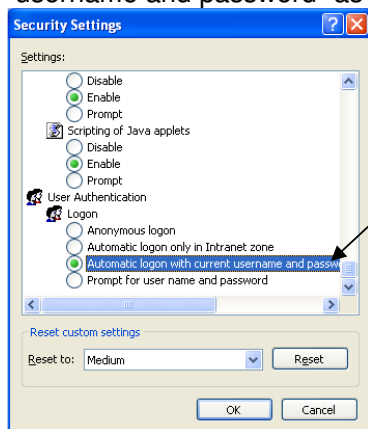 username and password" as
Security Settings
Settings:
Disable
Enable
Prompt
Scripting of Java applets
Disable
Enable
Prompt
User Authentication
Logon
Anonymous logon
Automatic logon only in Intranet zone
Automatic logon with current username and passw
Prompt for user name and password
Reset custom settings
Reset to: Medium Reset
OK Cancel